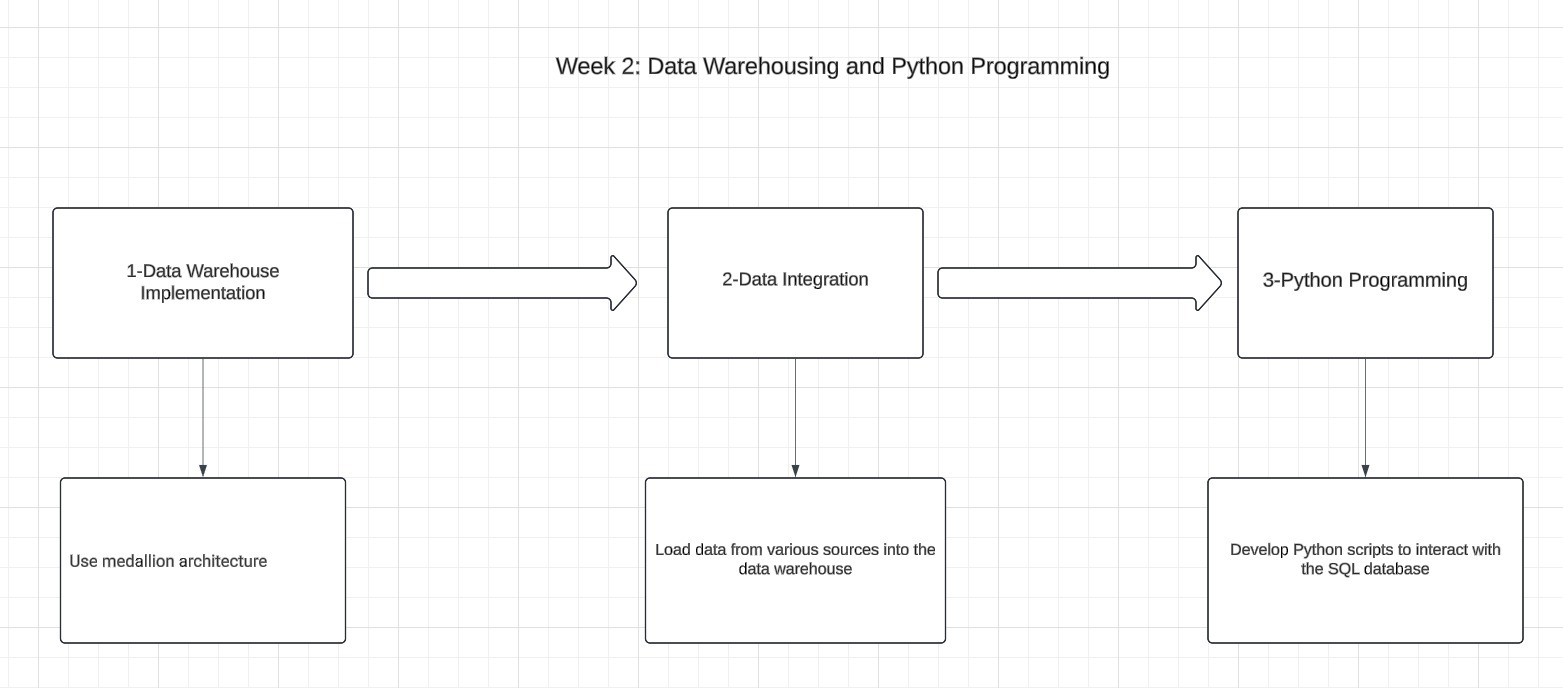 Week 2: Data Warehousing and Python Programming
1-Data Warehouse
Implementation
2-Data Integration
3-Python Programming
Use medallion architecture
Load data from various sources into the
data warehouse
Develop Python scripts to interact with
the SQL database